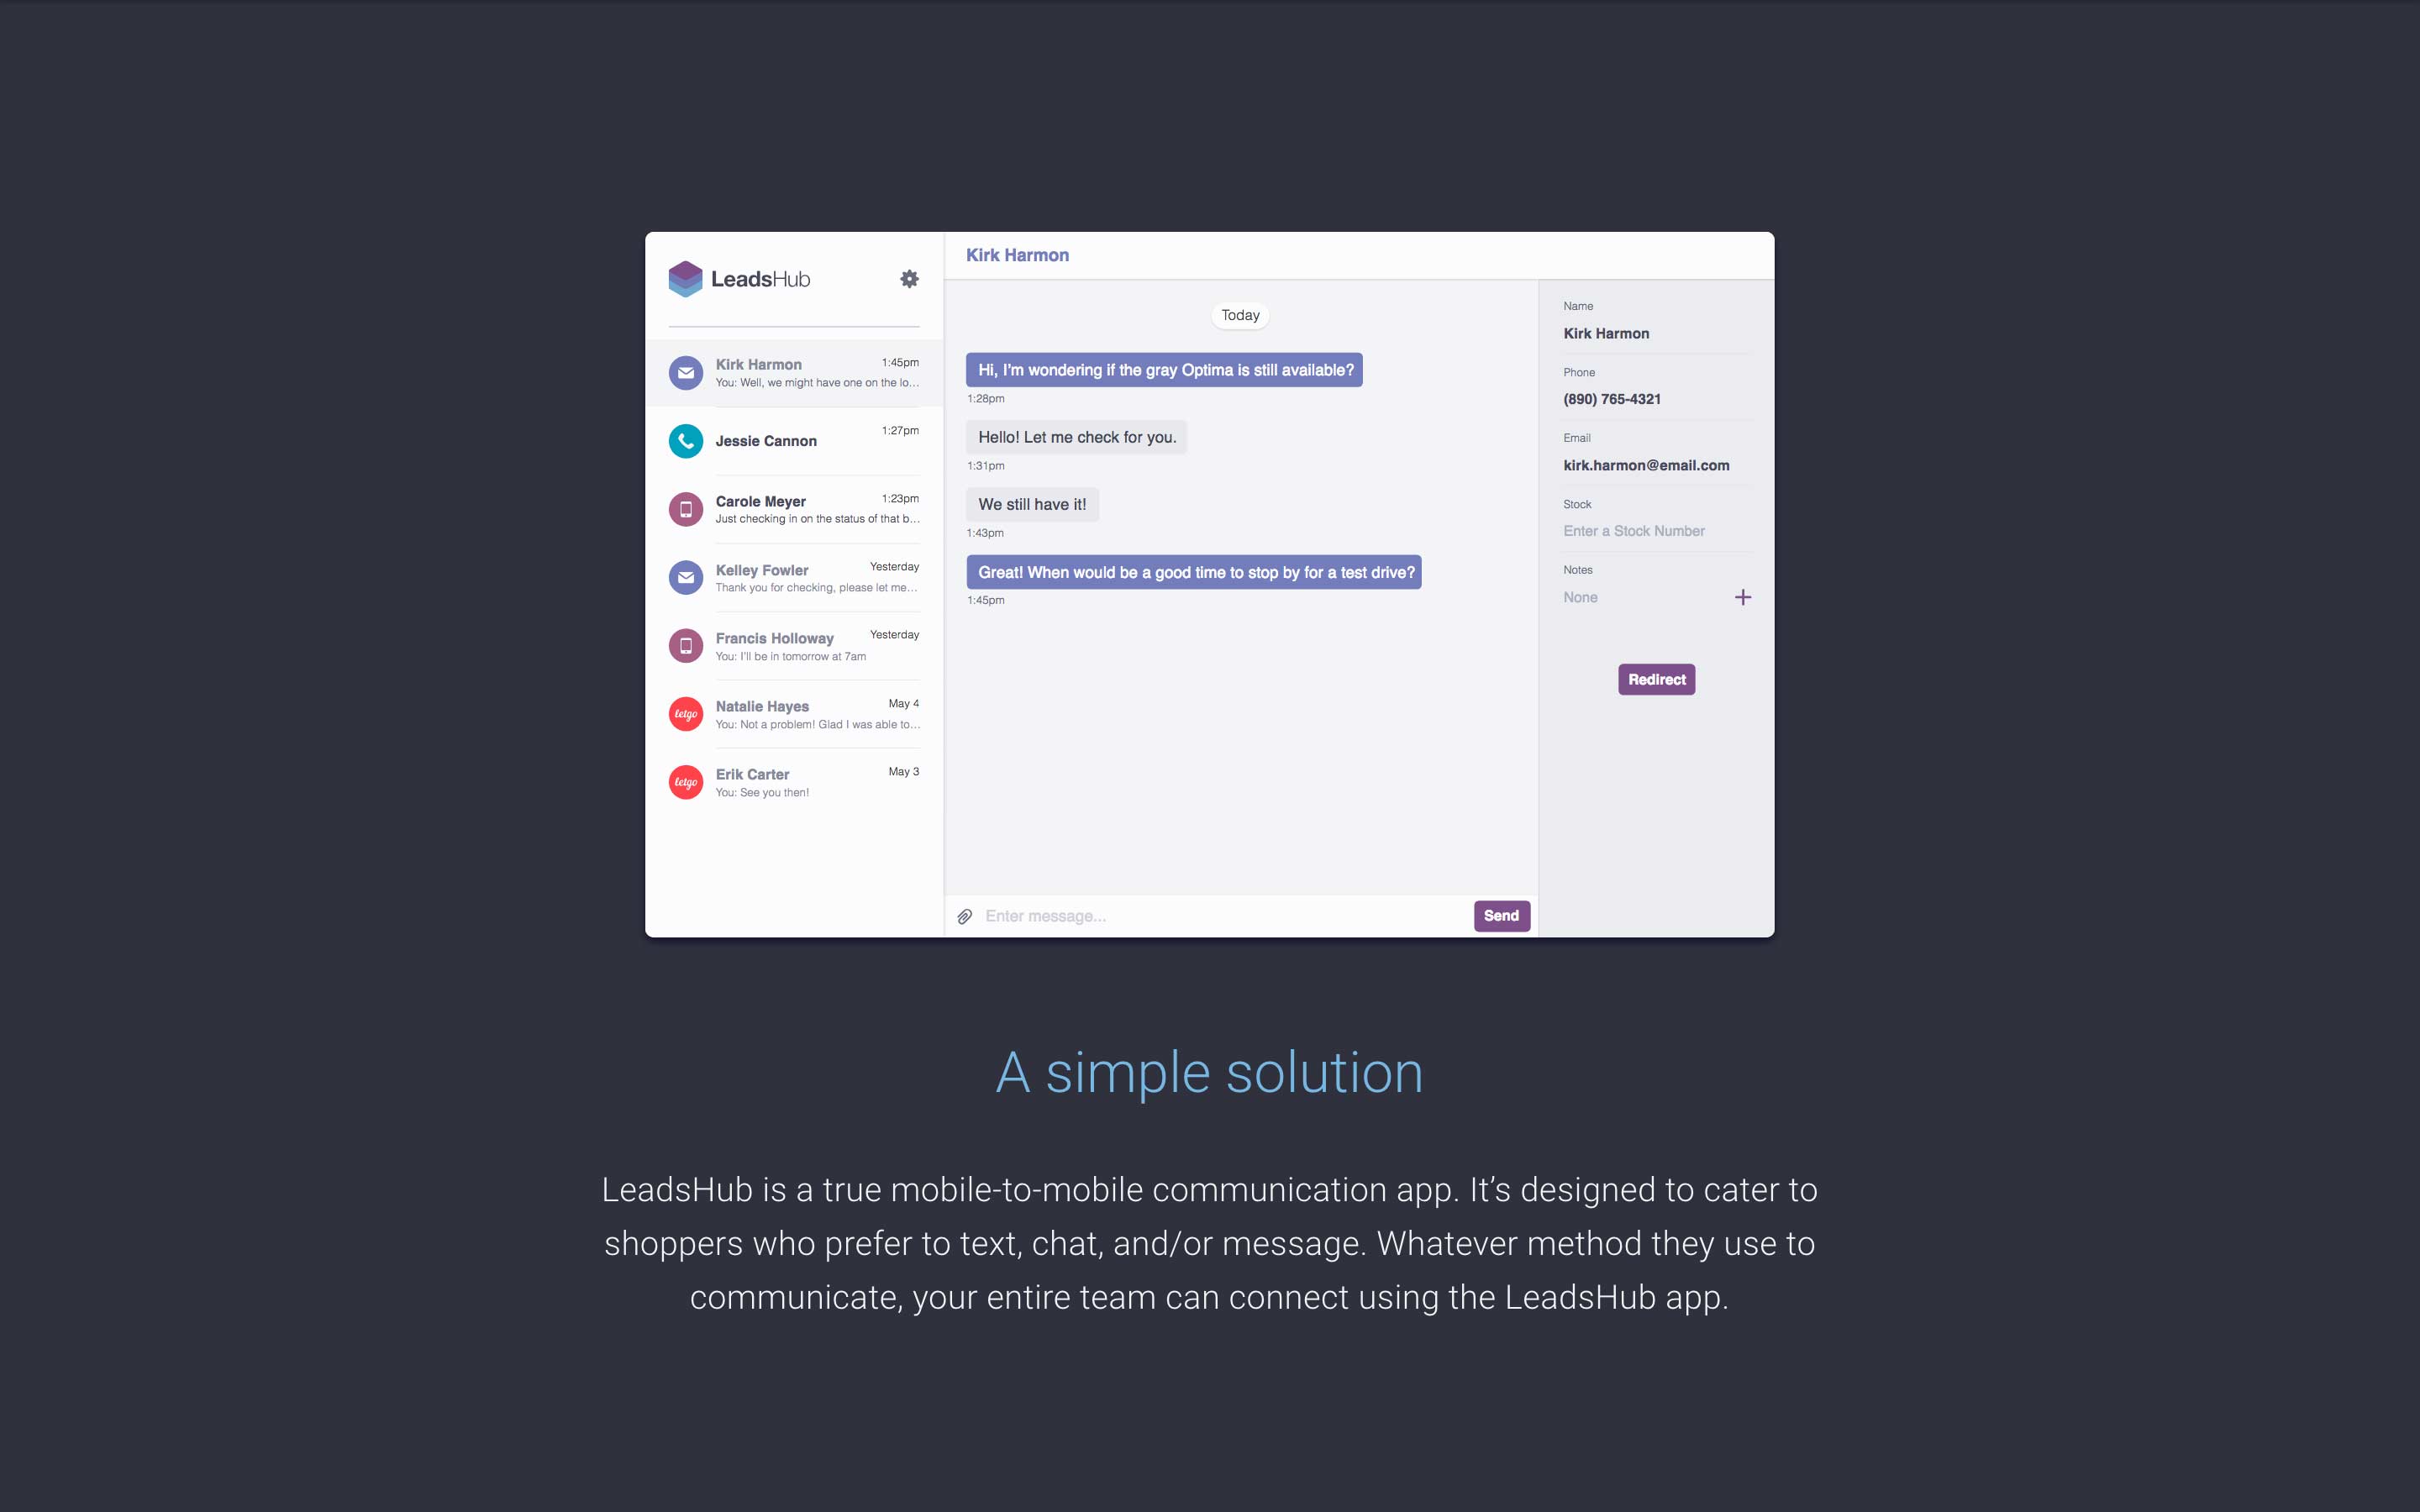 LeadsHub
Kirk Harmon 1:45pm
You: Well, we might have one on the lo...
Jessie Cannon 1:27pm
Carole Meyer 1:23pm
Just checking in on the status of that b...
Kelley Fowler Yesterday
Thank you for checking, please let me...
Francis Holloway Yesterday
You: I'll be in tomorrow at 7am
letgo Natalie Hayes May 4
You: Not a problem! Glad I was able to...
letgo Erik Carter May 3
You: See you then!
Kirk Harmon
Today
Hi, I'm wondering if the gray Optima is still available?
1:28pm
Hello! Let me check for you.
1:31pm
We still have it!
1:43pm
Great! When would be a good time to stop by for a test drive?
1:45pm
Enter message...
Send
Name
Kirk Harmon
Phone
(890) 765-4321
Email
kirk.harmon@email.com
Stock
Enter a Stock Number
Notes
None
Redirect
A simple solution
LeadsHub is a true mobile-to-mobile communication app. It’s designed to cater to
shoppers who prefer to text, chat, and/or message. Whatever method they use to
communicate, your entire team can connect using the LeadsHub app.